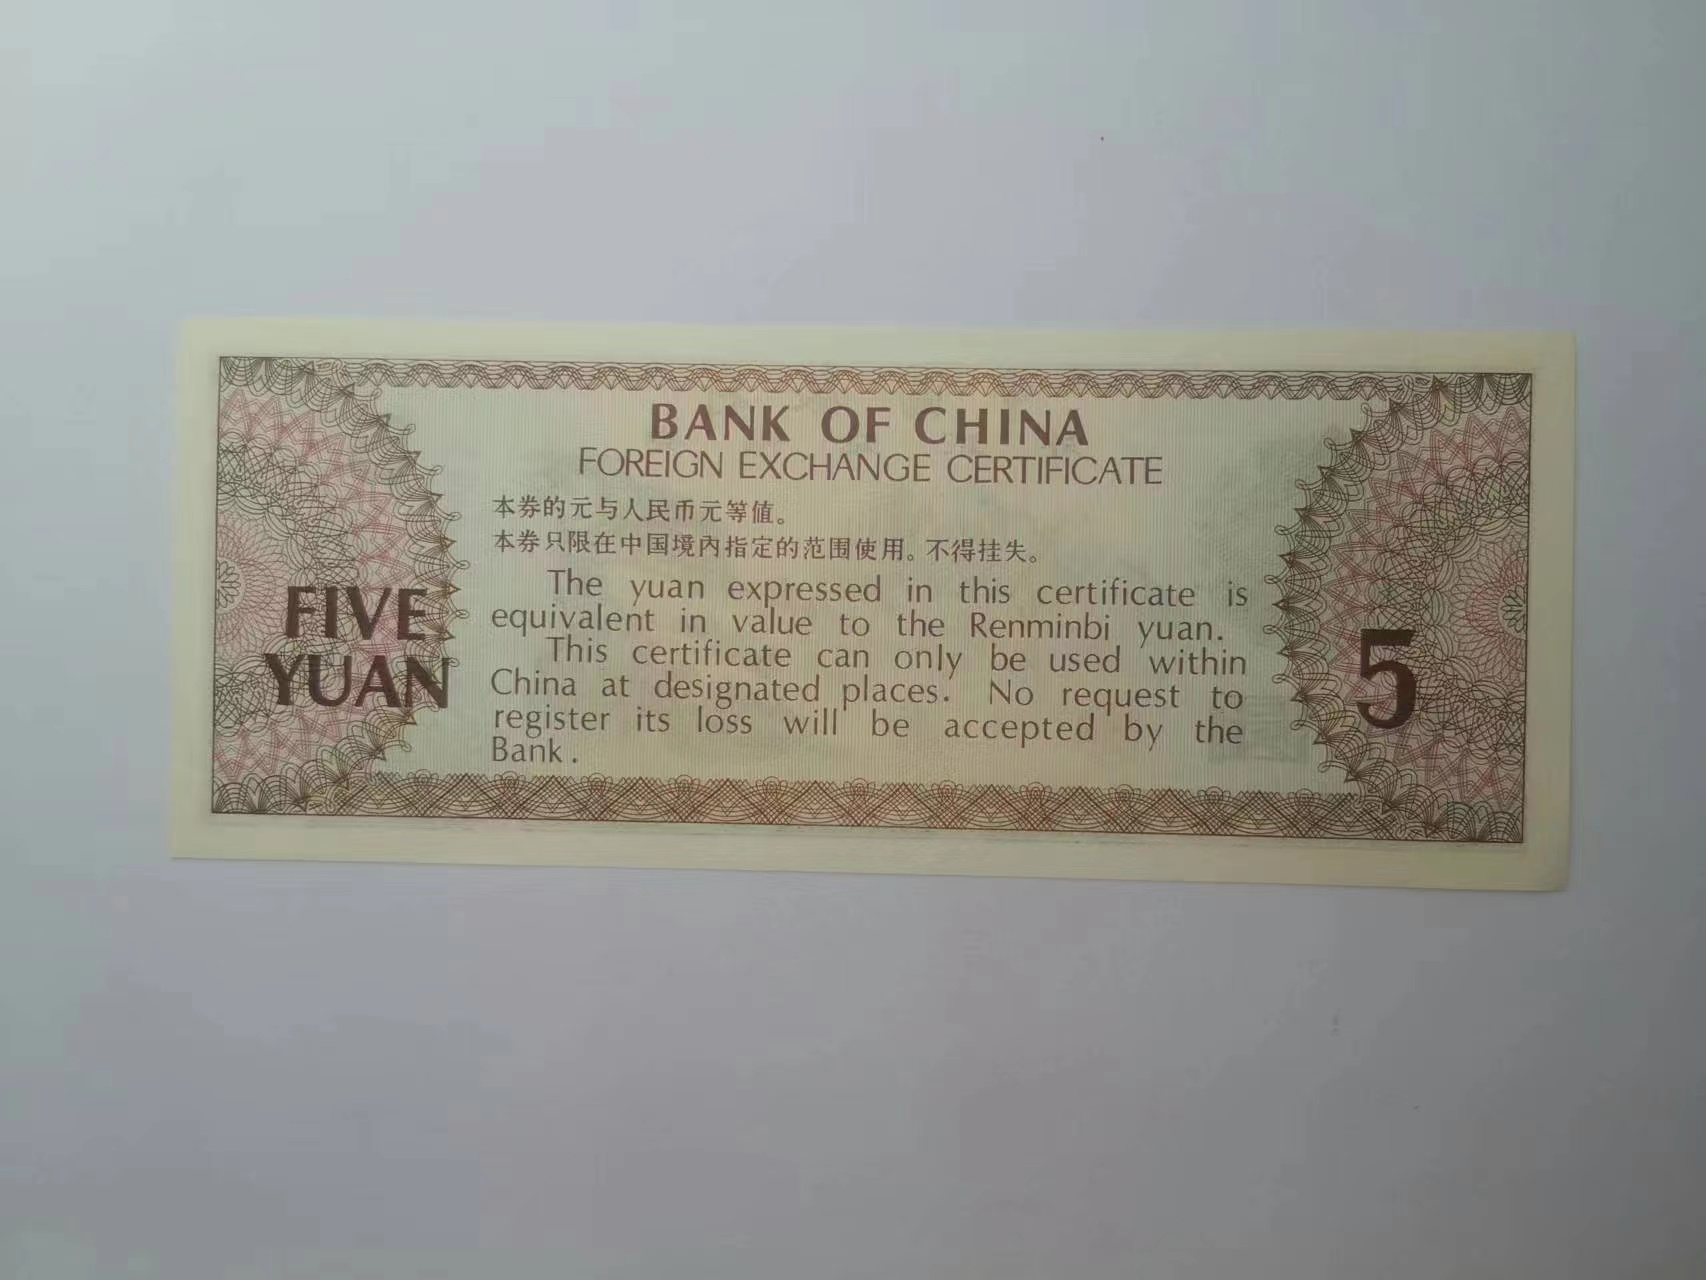 BANK OF CHINA
FOREIGN EXCHANGE CERTIFICATE
本券的元与人民币元等值。
本券只限在中国境内指定的范围使用。不得挂失。
The yuan expressed in this certificate is
equivalent in value to the Renminbi yuan.
This certificate can only be used within
China at designated places. No request to
register its loss will be accepted by the
Bank.
FIVE
YUAN
5